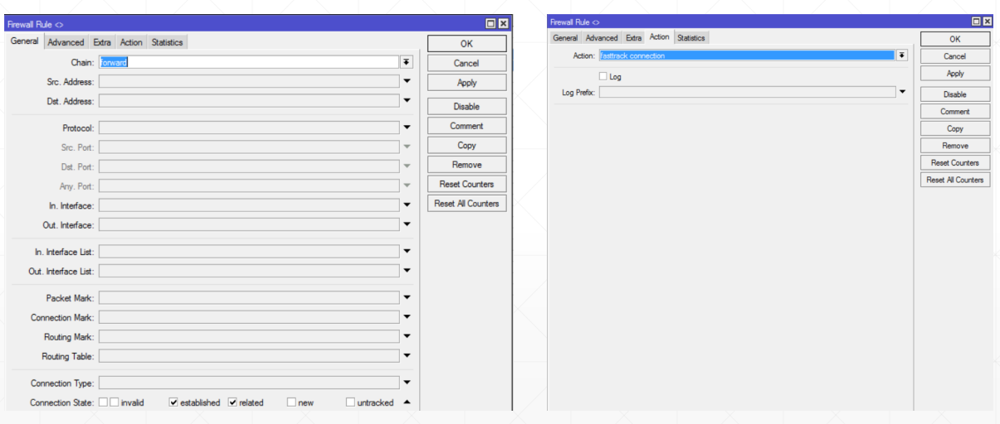 Firewall Rule <>
General Advanced Extra Action Statistics
Chain: forward
Src. Address:
Dst. Address:
Protocol:
Src. Port:
Dst. Port:
Any. Port:
In. Interface:
Out. Interface:
In. Interface List:
Out. Interface List:
Packet Mark:
Connection Mark:
Routing Mark:
Routing Table:
Connection Type:
Connection State: invalid established related new untracked
OK
Cancel
Apply
Disable
Comment
Copy
Remove
Reset Counters
Reset All Counters
Firewall Rule <>
General Advanced Extra Action Statistics
Action: fasttrack connection
Log
Log Prefix:
OK
Cancel
Apply
Disable
Comment
Copy
Remove
Reset Counters
Reset All Counters